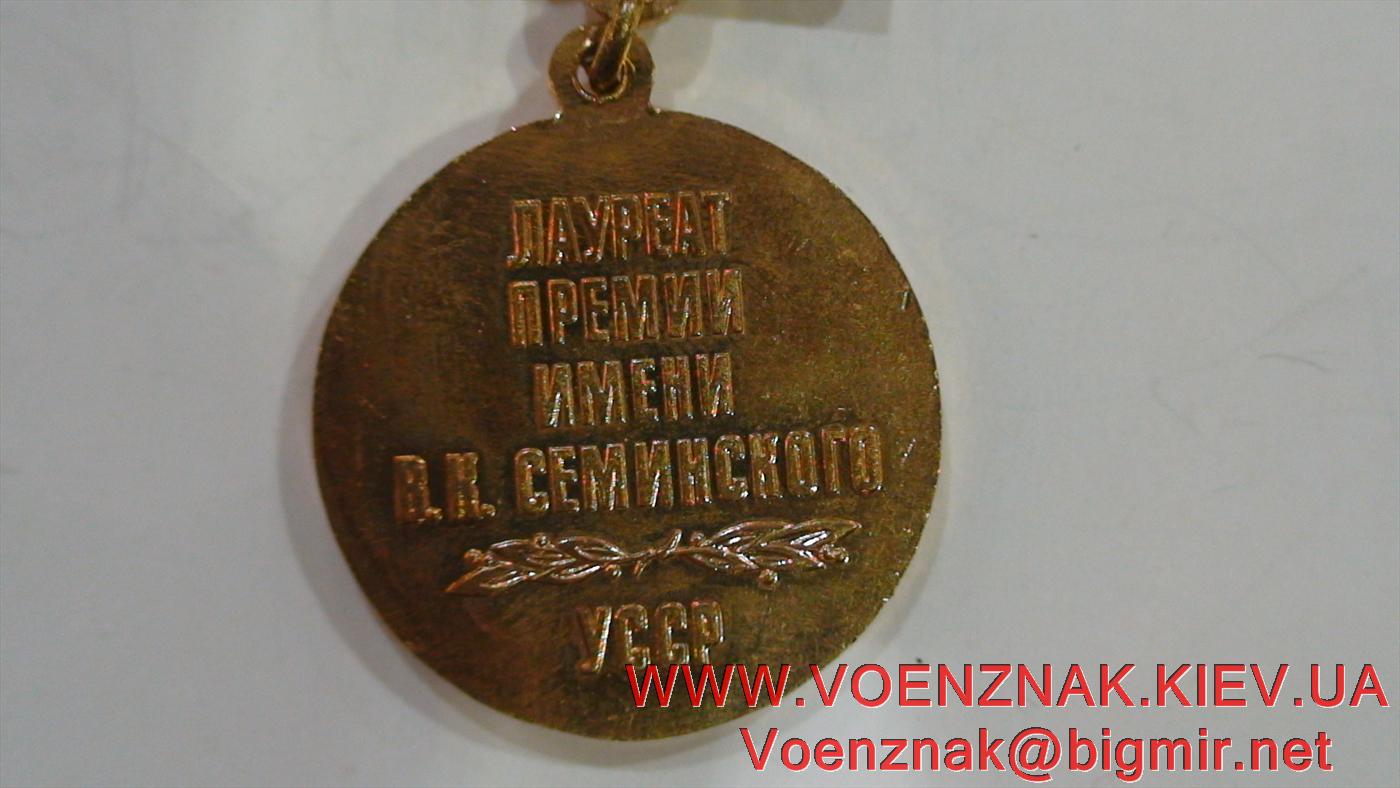 ЛАУРЕАТ
ПРЕМИИ
ИМЕНИ
В.К. СЕМИНСКОГО
УССР
WWW.VOENZNAK.KIEV.UA
Voenznak@bigmir.net